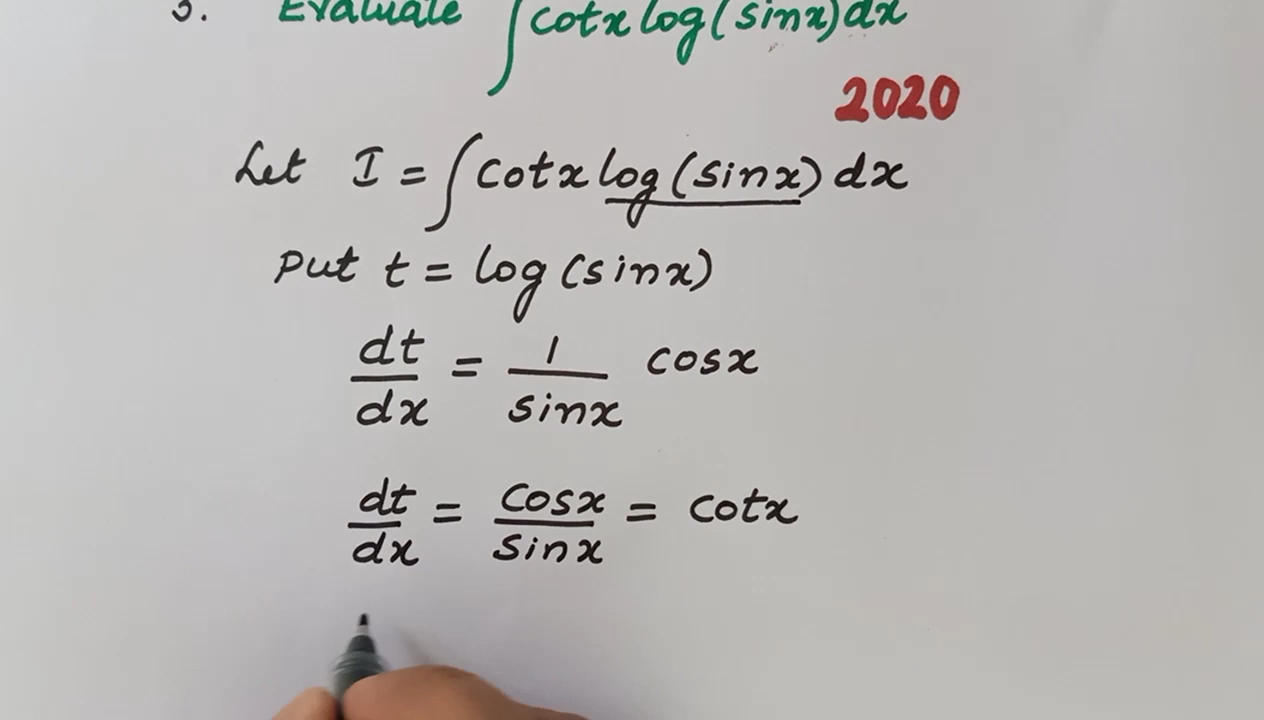 3. Evaluate ∫cotx log(sinx)dx
2020
Let I = ∫cotx log(sinx) dx
Put t = log(sinx)
dt/dx = 1/sinx cosx
dt/dx = cosx/sinx = cotx